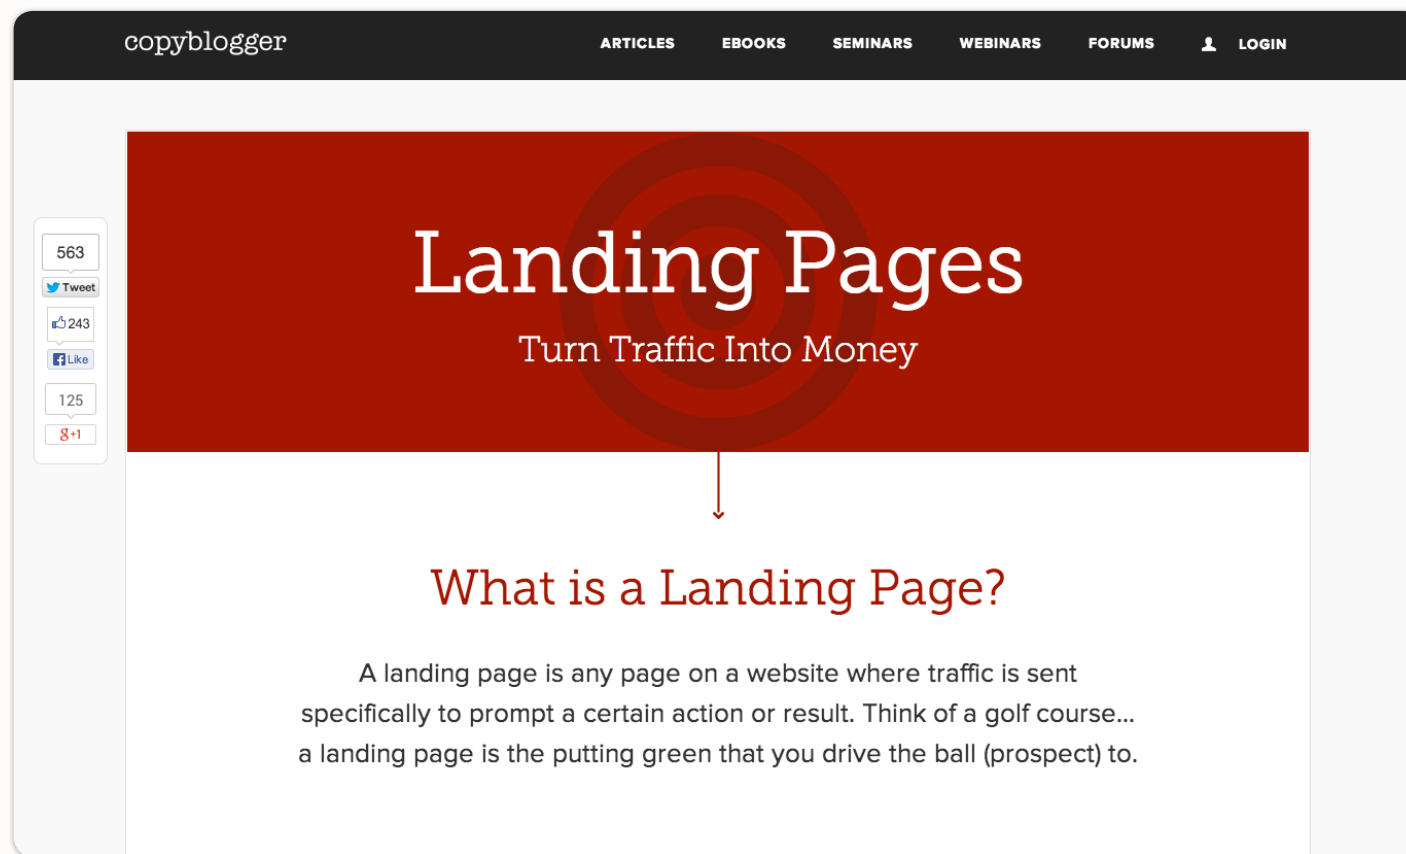 copyblogger
ARTICLES EBOOKS SEMINARS WEBINARS FORUMS LOGIN
563
Tweet
243
Like
125
g+1
Landing Pages
Turn Traffic Into Money
What is a Landing Page?
A landing page is any page on a website where traffic is sent
specifically to prompt a certain action or result. Think of a golf course...
a landing page is the putting green that you drive the ball (prospect) to.